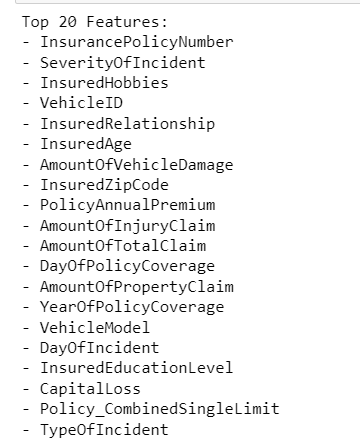 Top 20 Features:
- InsurancePolicyNumber
- SeverityOfIncident
- InsuredHobbies
- VehicleID
- InsuredRelationship
- InsuredAge
- AmountOfVehicleDamage
- InsuredZipCode
- PolicyAnnualPremium
- AmountOfInjuryClaim
- AmountOfTotalClaim
- DayOfPolicyCoverage
- AmountOfPropertyClaim
- YearOfPolicyCoverage
- VehicleModel
- DayOfIncident
- InsuredEducationLevel
- CapitalLoss
- Policy_CombinedSingleLimit
- TypeOfIncident